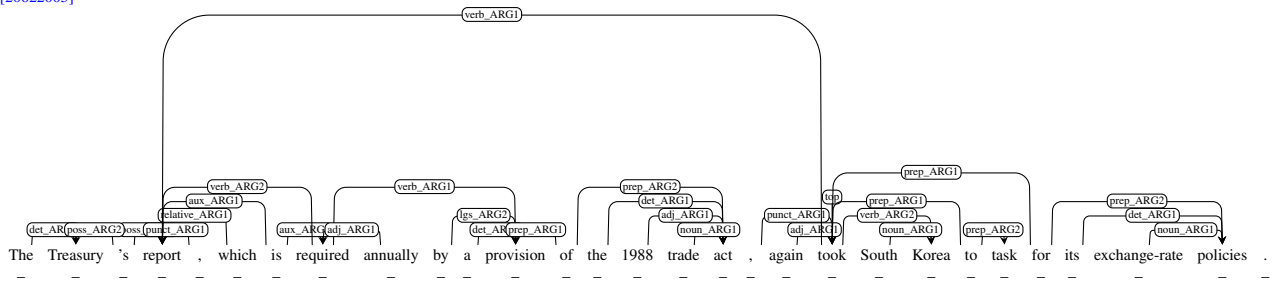 verb_ARG1
prep_ARG1
verb_ARG2 verb_ARG1 prep_ARG2 prep_ARG2
aux_ARG1 det_ARG1 top prep_ARG1
relative_ARG1 lgs_ARG2 adj_ARG1 punct_ARG1 verb_ARG2 det_ARG1
poss_ARG2 punct_ARG1 adj_ARG1 prep_ARG1 noun_ARG1 adj_ARG1 noun_ARG1 prep_ARG2 noun_ARG1
The Treasury 's report , which is required annually by a provision of the 1988 trade act , again took South Korea to task for its exchange-rate policies .
_ _ _ _ _ _ _ _ _ _ _ _ _ _ _ _ _ _ _ _ _ _ _ _ _ _ _ _ _